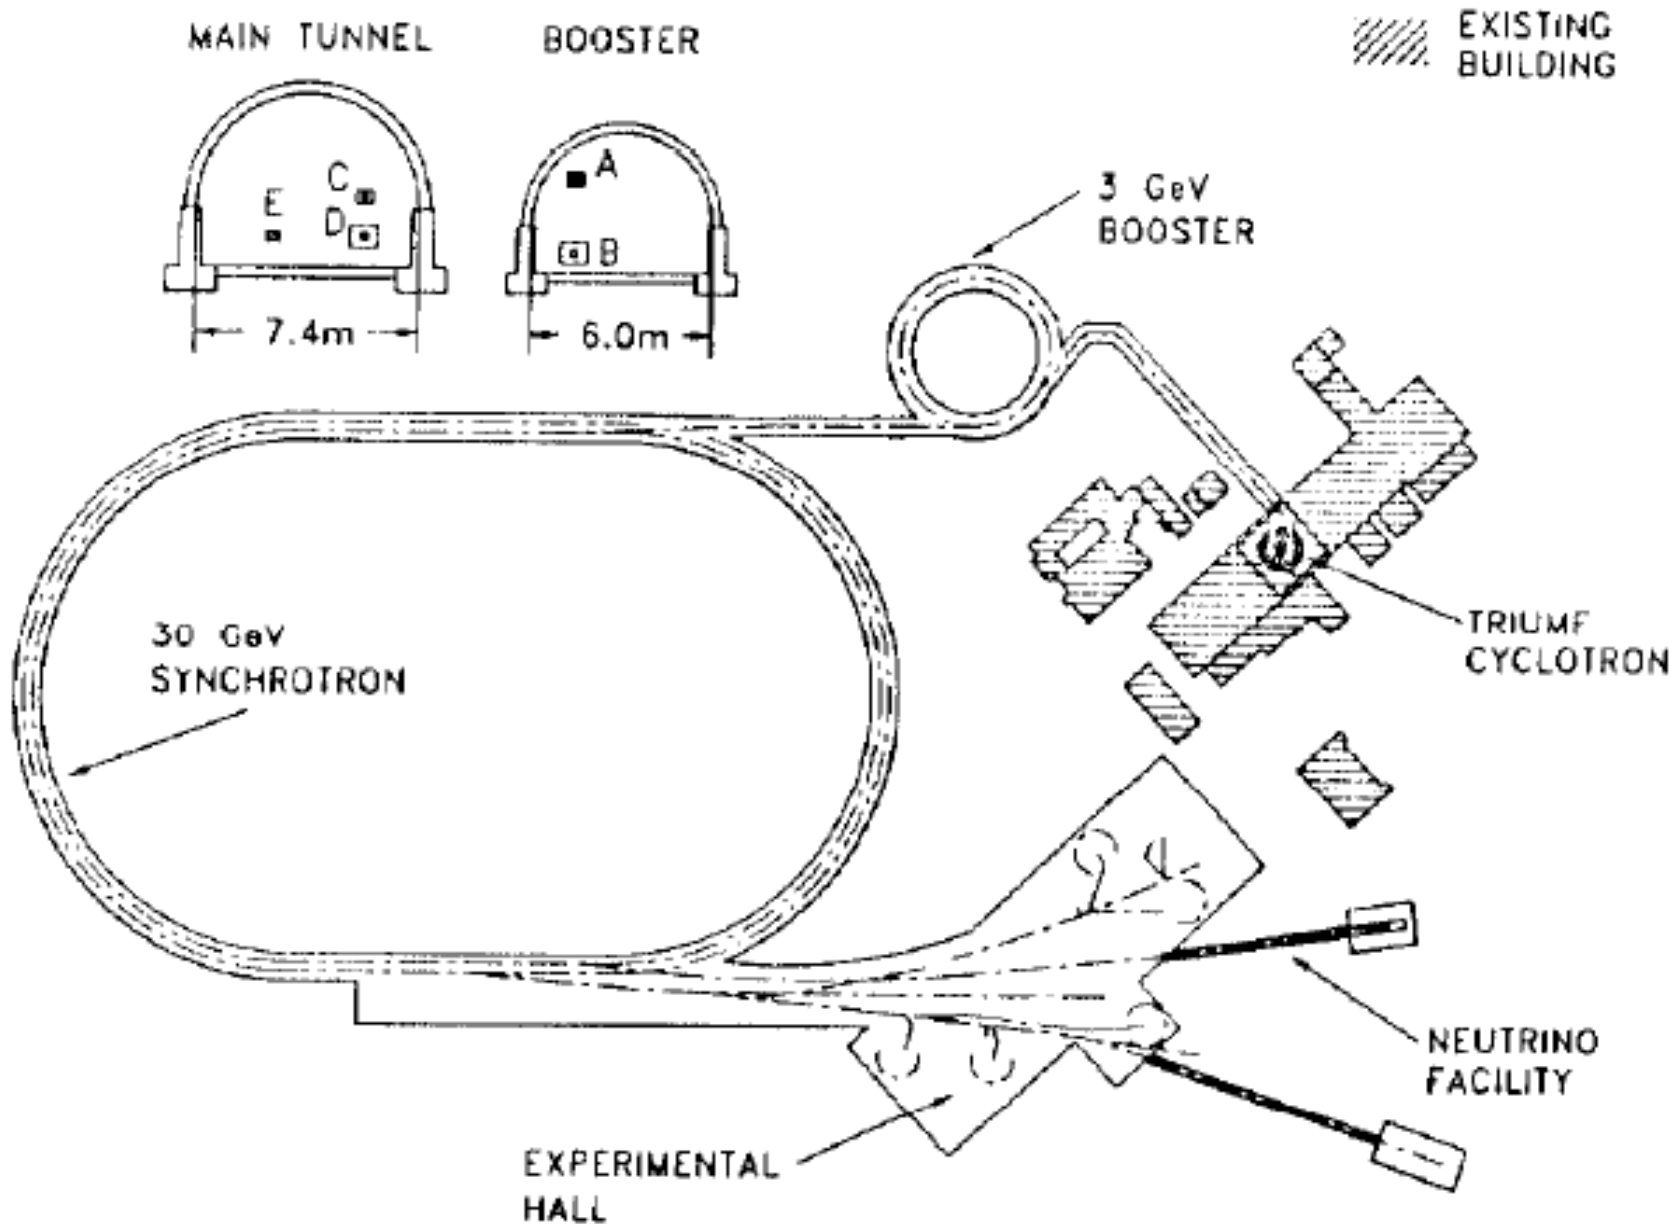 MAIN TUNNEL
BOOSTER
EXISTING
BUILDING
A
C
E
D
B
7.4m
6.0m
3 GeV
BOOSTER
30 GeV
SYNCHROTRON
TRIUMF
CYCLOTRON
NEUTRINO
FACILITY
EXPERIMENTAL
HALL